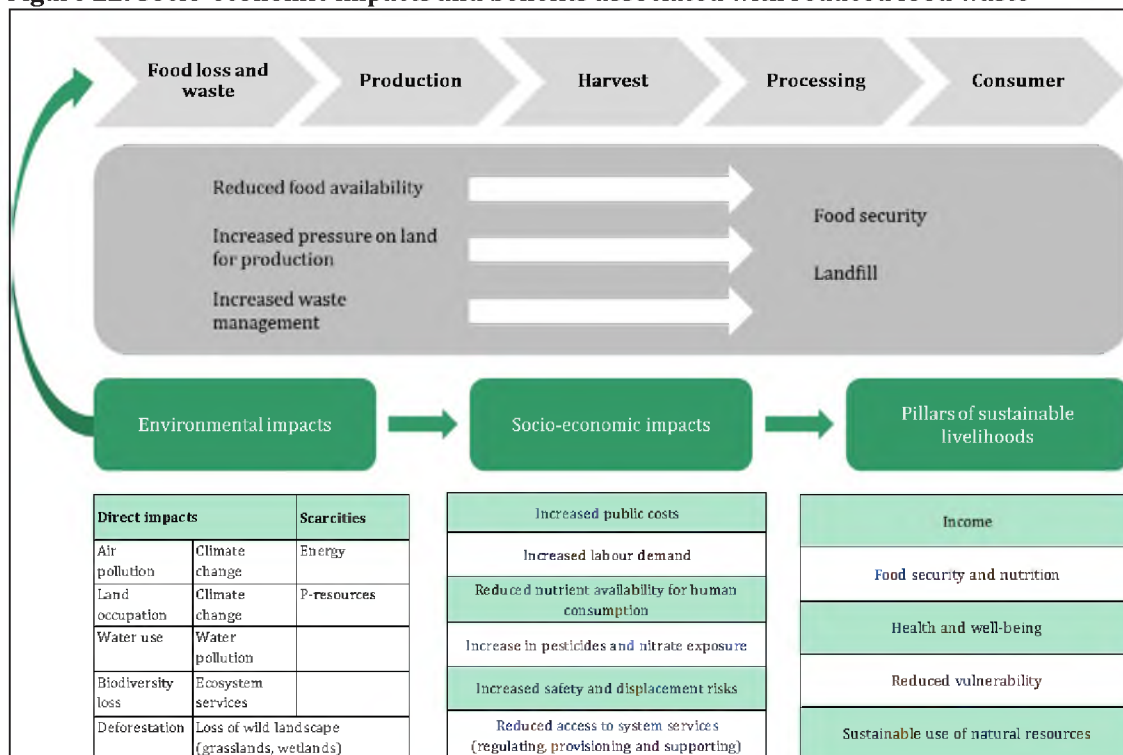 Food loss and
waste
Production
Harvest
Processing
Consumer
Reduced food availability
Increased pressure on land
for production
Increased waste
management
Food security
Landfill
Environmental impacts
Socio-economic impacts
Pillars of sustainable
livelihoods
Direct impacts Scarcities
Air
pollution
Climate
change
Energy
Land
occupation
Climate
change
P-resources
Water use
Water
pollution
Biodiversity
loss
Ecosystem
services
Deforestation
Loss of wild landscape
(grasslands, wetlands)
Increased public costs
Increased labour demand
Reduced nutrient availability for human
consumption
Increase in pesticides and nitrate exposure
Increased safety and displacement risks
Reduced access to system services
(regulating, provisioning and supporting)
Income
Food security and nutrition
Health and well-being
Reduced vulnerability
Sustainable use of natural resources